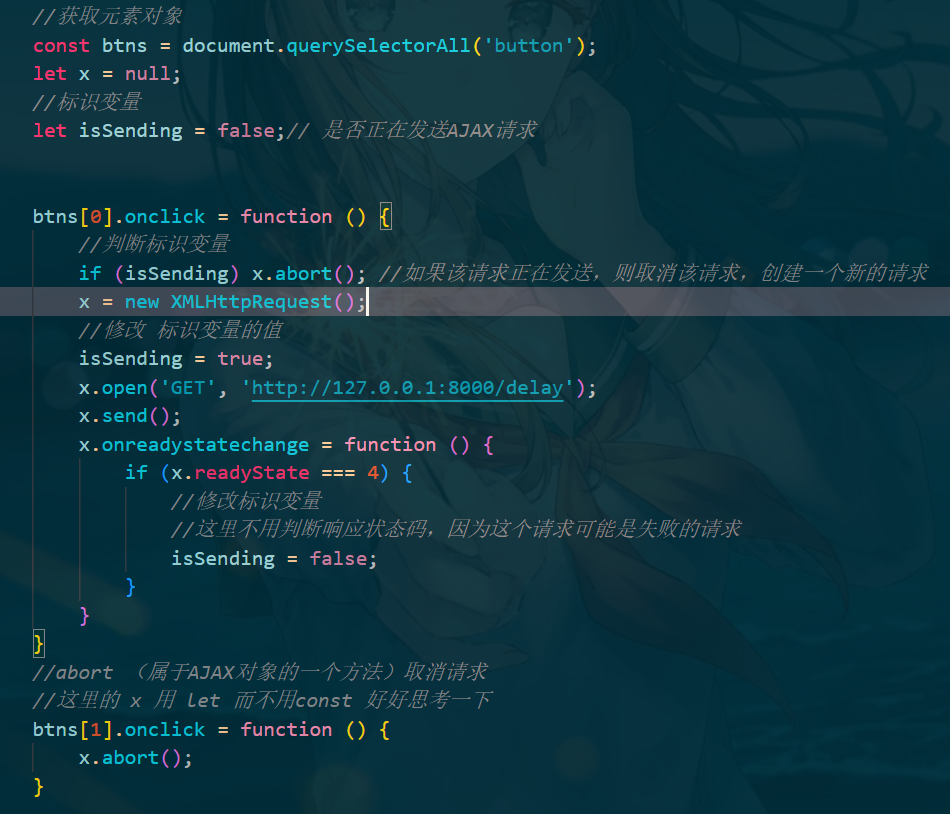 //获取元素对象
const btns = document.querySelectorAll('button');
let x = null;
//标识变量
let isSending = false;// 是否正在发送AJAX请求
btns[0].onclick = function () {
//判断标识变量
if (isSending) x.abort(); //如果该请求正在发送，则取消该请求，创建一个新的请求
x = new XMLHttpRequest();
//修改 标识变量的值
isSending = true;
x.open('GET', 'http://127.0.0.1:8000/delay');
x.send();
x.onreadystatechange = function () {
if (x.readyState === 4) {
//修改标识变量
//这里不用判断响应状态码，因为这个请求可能是失败的请求
isSending = false;
}
}
}
//abort （属于AJAX对象的一个方法）取消请求
//这里的 x 用 let 而不用const 好好思考一下
btns[1].onclick = function () {
x.abort();
}